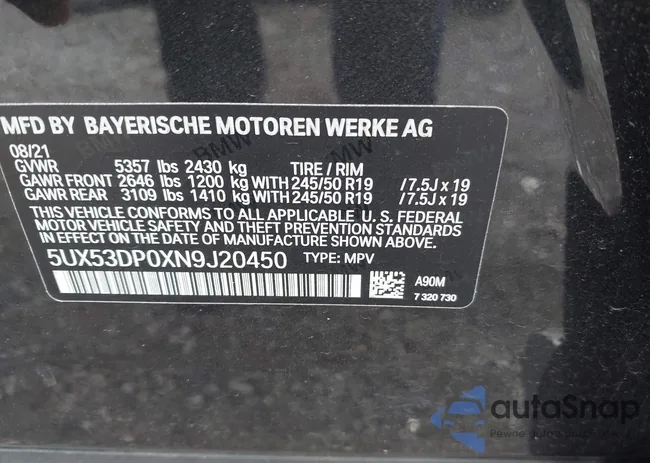 MFD BY BAYERISCHE MOTOREN WERKE AG
08/21
GVWR 5357 lbs 2430 kg TIRE / RIM
GAWR FRONT 2646 lbs 1200 kg WITH 245/50 R19 /7.5J x 19
GAWR REAR 3109 lbs 1410 kg WITH 245/50 R19 /7.5J x 19
THIS VEHICLE CONFORMS TO ALL APPLICABLE U. S. FEDERAL
MOTOR VEHICLE SAFETY AND THEFT PREVENTION STANDARDS
IN EFFECT ON THE DATE OF MANUFACTURE SHOWN ABOVE.
5UX53DP0XN9J20450 TYPE: MPV
A90M
7 320 730
autoSnap